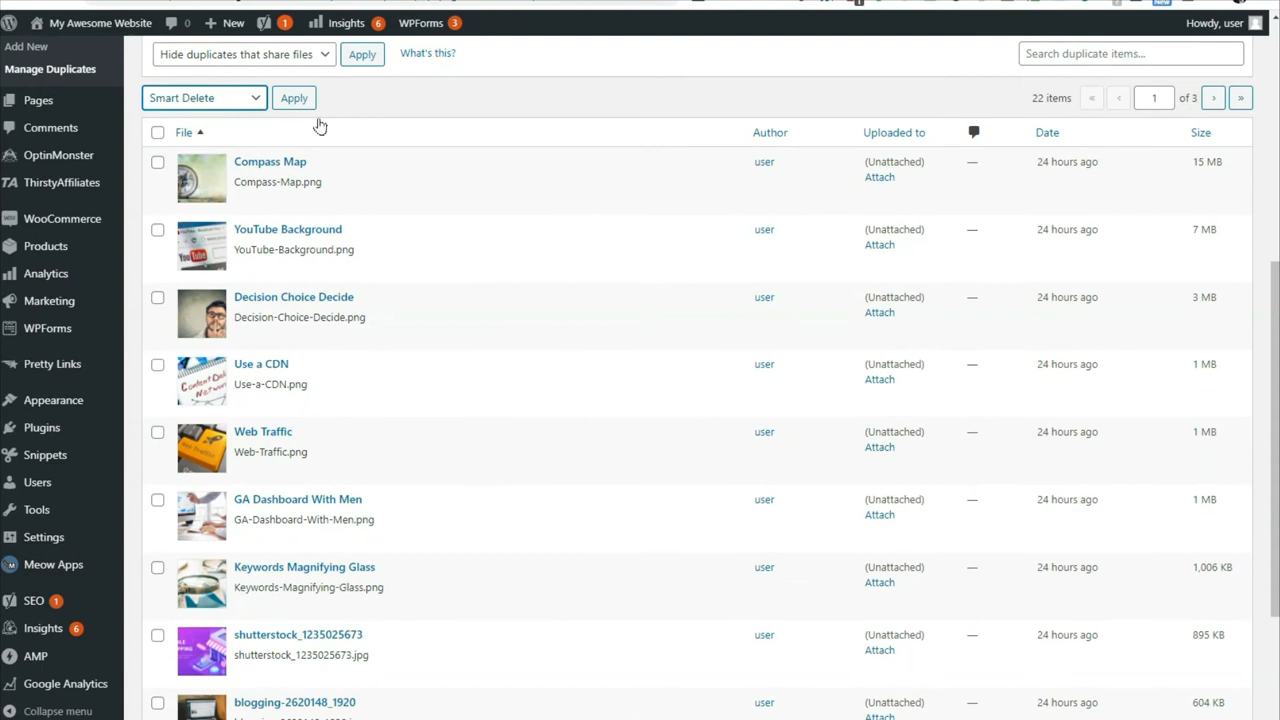 My Awesome Website 0 New 1 Insights 6 WPForms 3 Howdy, user
Add New
Manage Duplicates
Pages
Comments
OptinMonster
ThirstyAffiliates
WooCommerce
Products
Analytics
Marketing
WPForms
Pretty Links
Appearance
Plugins
Snippets
Users
Tools
Settings
Meow Apps
SEO 1
Insights 6
AMP
Google Analytics
Collapse menu
Hide duplicates that share files Apply What's this? Search duplicate items...
Smart Delete Apply 22 items « ‹ 1 of 3 › »
File Author Uploaded to Date Size
Compass Map user (Unattached) — 24 hours ago 15 MB
Compass-Map.png Attach
YouTube Background user (Unattached) — 24 hours ago 7 MB
YouTube-Background.png Attach
Decision Choice Decide user (Unattached) — 24 hours ago 3 MB
Decision-Choice-Decide.png Attach
Use a CDN user (Unattached) — 24 hours ago 1 MB
Use-a-CDN.png Attach
Web Traffic user (Unattached) — 24 hours ago 1 MB
Web-Traffic.png Attach
GA Dashboard With Men user (Unattached) — 24 hours ago 1 MB
GA-Dashboard-With-Men.png Attach
Keywords Magnifying Glass user (Unattached) — 24 hours ago 1,006 KB
Keywords-Magnifying-Glass.png Attach
shutterstock_1235025673 user (Unattached) — 24 hours ago 895 KB
shutterstock_1235025673.jpg Attach
blogging-2620148_1920 user (Unattached) — 24 hours ago 604 KB
Attach